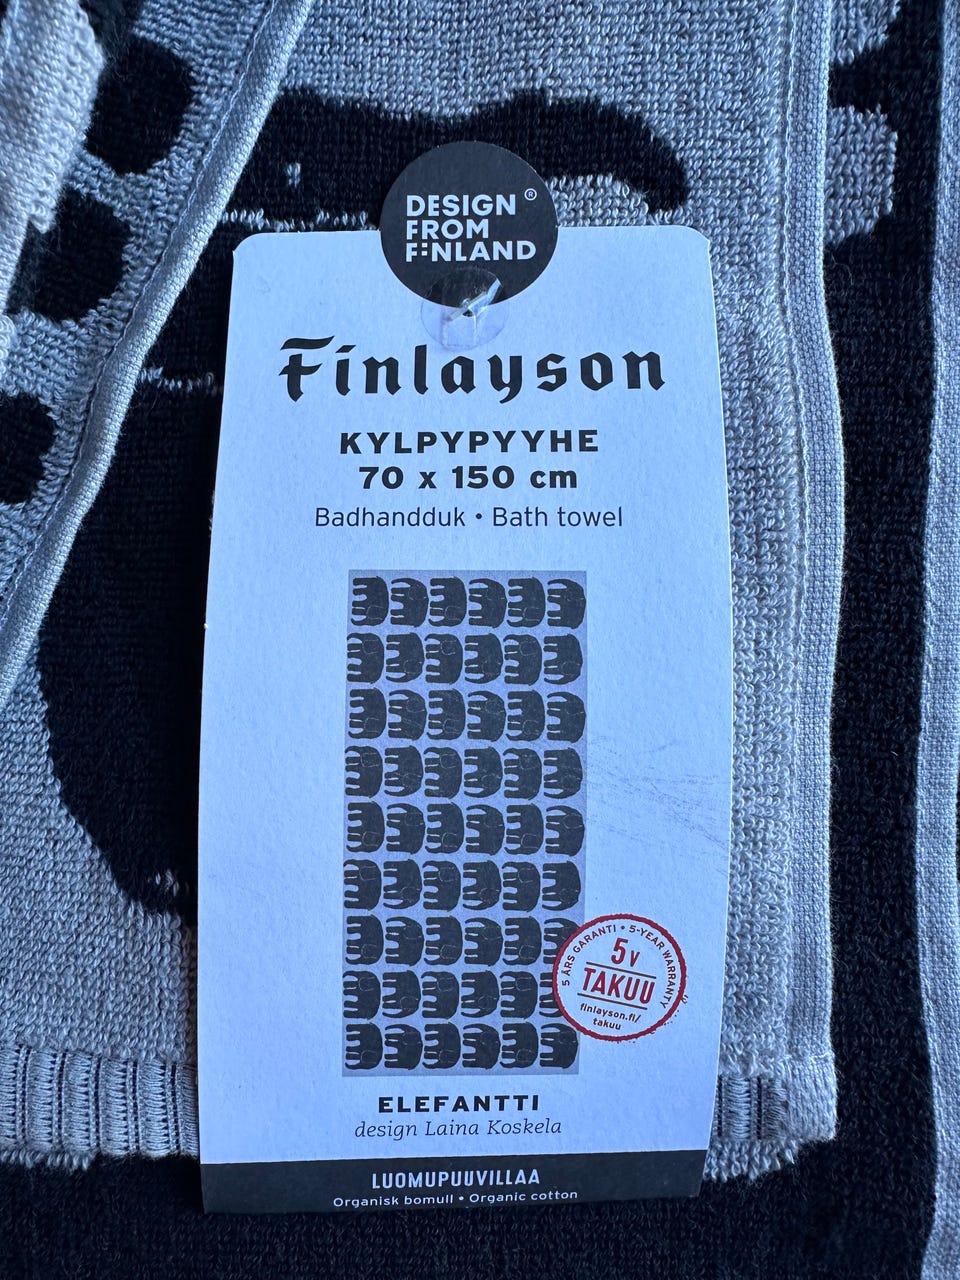 DESIGN ®
FROM
FINLAND
Finlayson
KYLPYPYYHE
70 x 150 cm
Badhandduk • Bath towel
5 ÅRS GARANTI • 5-YEAR WARRANTY
5v
TAKUU
finlayson.fi/
takuu
ELEFANTTI
design Laina Koskela
LUOMUPUUVILLAA
Organisk bomull • Organic cotton